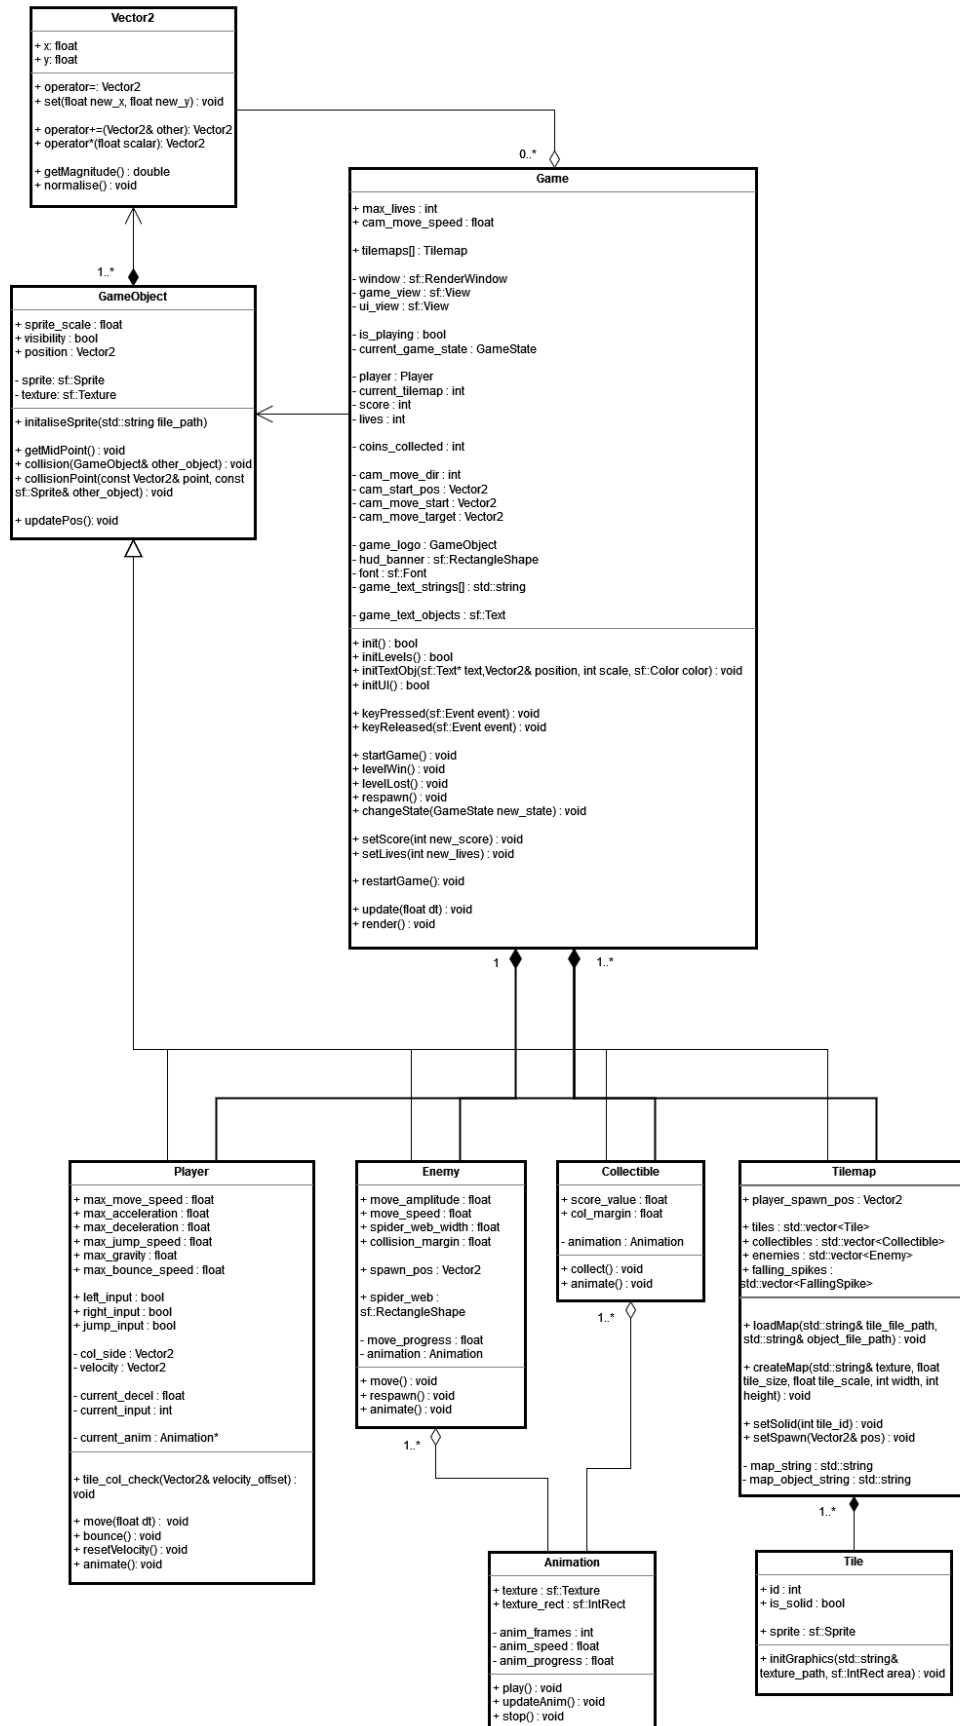 Vector2
+ x: float
+ y: float
+ operator=: Vector2
+ set(float new_x, float new_y) : void
+ operator+=(Vector2& other): Vector2
+ operator*(float scalar): Vector2
+ getMagnitude() : double
+ normalise() : void
0..*
1..*
GameObject
+ sprite_scale : float
+ visibility : bool
+ position : Vector2
- sprite: sf::Sprite
- texture: sf::Texture
+ initaliseSprite(std::string file_path)
+ getMidPoint() : void
+ collision(GameObject& other_object) : void
+ collisionPoint(const Vector2& point, const
sf::Sprite& other_object) : void
+ updatePos(): void
Game
+ max_lives : int
+ cam_move_speed : float
+ tilemaps[] : Tilemap
- window : sf::RenderWindow
- game_view : sf::View
- ui_view : sf::View
- is_playing : bool
- current_game_state : GameState
- player : Player
- current_tilemap : int
- score : int
- lives : int
- coins_collected : int
- cam_move_dir : int
- cam_start_pos : Vector2
- cam_move_start : Vector2
- cam_move_target : Vector2
- game_logo : GameObject
- hud_banner : sf::RectangleShape
- font : sf::Font
- game_text_strings[] : std::string
- game_text_objects : sf::Text
+ init() : bool
+ initLevels() : bool
+ initTextObj(sf::Text* text,Vector2& position, int scale, sf::Color color) : void
+ initUI() : bool
+ keyPressed(sf::Event event) : void
+ keyReleased(sf::Event event) : void
+ startGame() : void
+ levelWin() : void
+ levelLost() : void
+ respawn() : void
+ changeState(GameState new_state) : void
+ setScore(int new_score) : void
+ setLives(int new_lives) : void
+ restartGame(): void
+ update(float dt) : void
+ render() : void
1
1..*
Player
+ max_move_speed : float
+ max_acceleration : float
+ max_deceleration : float
+ max_jump_speed : float
+ max_gravity : float
+ max_bounce_speed : float
+ left_input : bool
+ right_input : bool
+ jump_input : bool
- col_side : Vector2
- velocity : Vector2
- current_decel : float
- current_input : int
- current_anim : Animation*
+ tile_col_check(Vector2& velocity_offset) :
void
+ move(float dt) : void
+ bounce() : void
+ resetVelocity() : void
+ animate(): void
Enemy
+ move_amplitude : float
+ move_speed : float
+ spider_web_width : float
+ collision_margin : float
+ spawn_pos : Vector2
+ spider_web :
sf::RectangleShape
- move_progress : float
- animation : Animation
+ move() : void
+ respawn() : void
+ animate() : void
1..*
Collectible
+ score_value : float
+ col_margin : float
- animation : Animation
+ collect() : void
+ animate() : void
1..*
Tilemap
+ player_spawn_pos : Vector2
+ tiles : std::vector<Tile>
+ collectibles : std::vector<Collectible>
+ enemies : std::vector<Enemy>
+ falling_spikes :
std::vector<FallingSpike>
+ loadMap(std::string& tile_file_path,
std::string& object_file_path) : void
+ createMap(std::string& texture, float
tile_size, float tile_scale, int width, int
height) : void
+ setSolid(int tile_id) : void
+ setSpawn(Vector2& pos) : void
- map_string : std::string
- map_object_string : std::string
1..*
Animation
+ texture : sf::Texture
+ texture_rect : sf::IntRect
- anim_frames : int
- anim_speed : float
- anim_progress : float
+ play() : void
+ updateAnim() : void
+ stop() : void
Tile
+ id : int
+ is_solid : bool
+ sprite : sf::Sprite
+ initGraphics(std::string&
texture_path, sf::IntRect area) : void